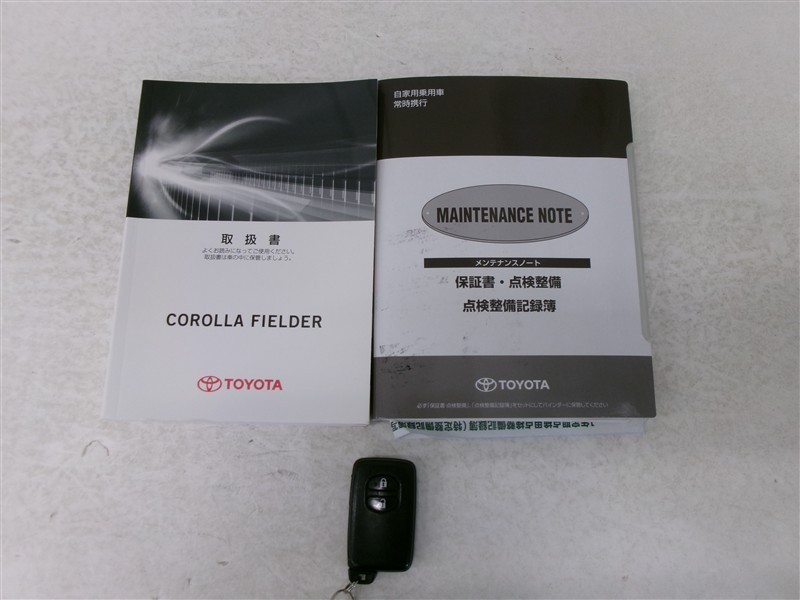 取扱書
よくお読みになってご使用ください。
取扱書は車の中に保管しましょう。
COROLLA FIELDER
TOYOTA
自家用乗用車
常時携行
MAINTENANCE NOTE
メンテナンスノート
保証書・点検整備
点検整備記録簿
TOYOTA